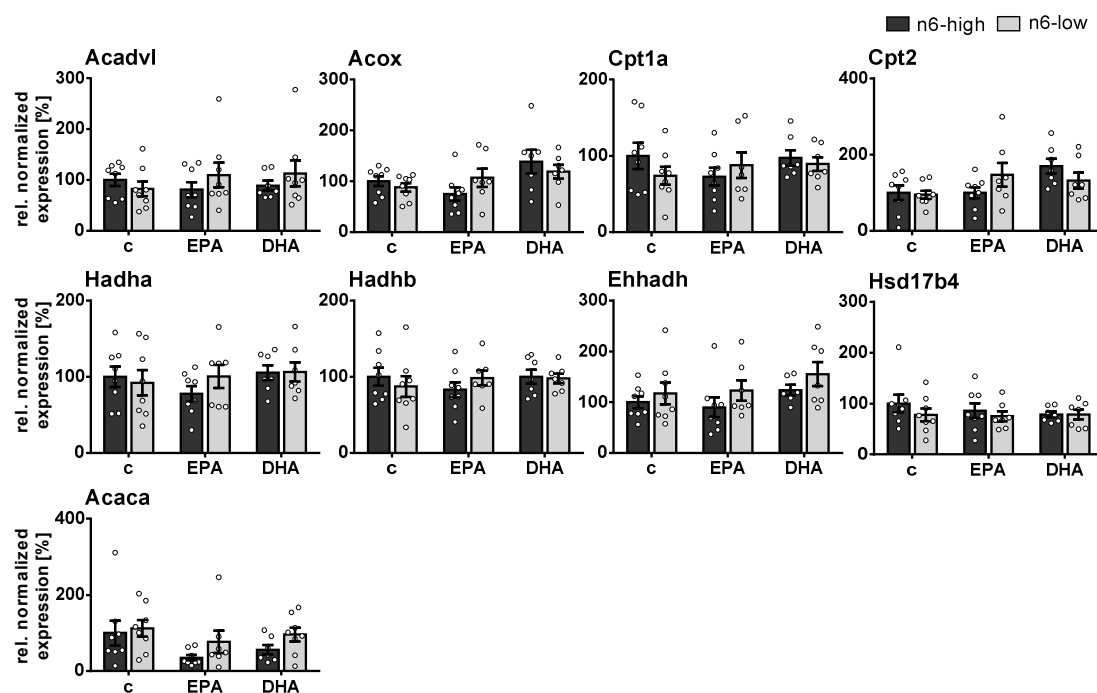 n6-high n6-low
Acadvl Acox Cpt1a Cpt2
rel. normalized
expression [%]
300 200 200 400
200
100 100 100 200
0 0 0 0
c EPA DHA c EPA DHA c EPA DHA c EPA DHA
Hadha Hadhb Ehhadh Hsd17b4
rel. normalized
expression [%]
200 200 300 300
200 200
100 100 100 100
0 0 0 0
c EPA DHA c EPA DHA c EPA DHA c EPA DHA
Acaca
rel. normalized
expression [%]
400
200
0
c EPA DHA